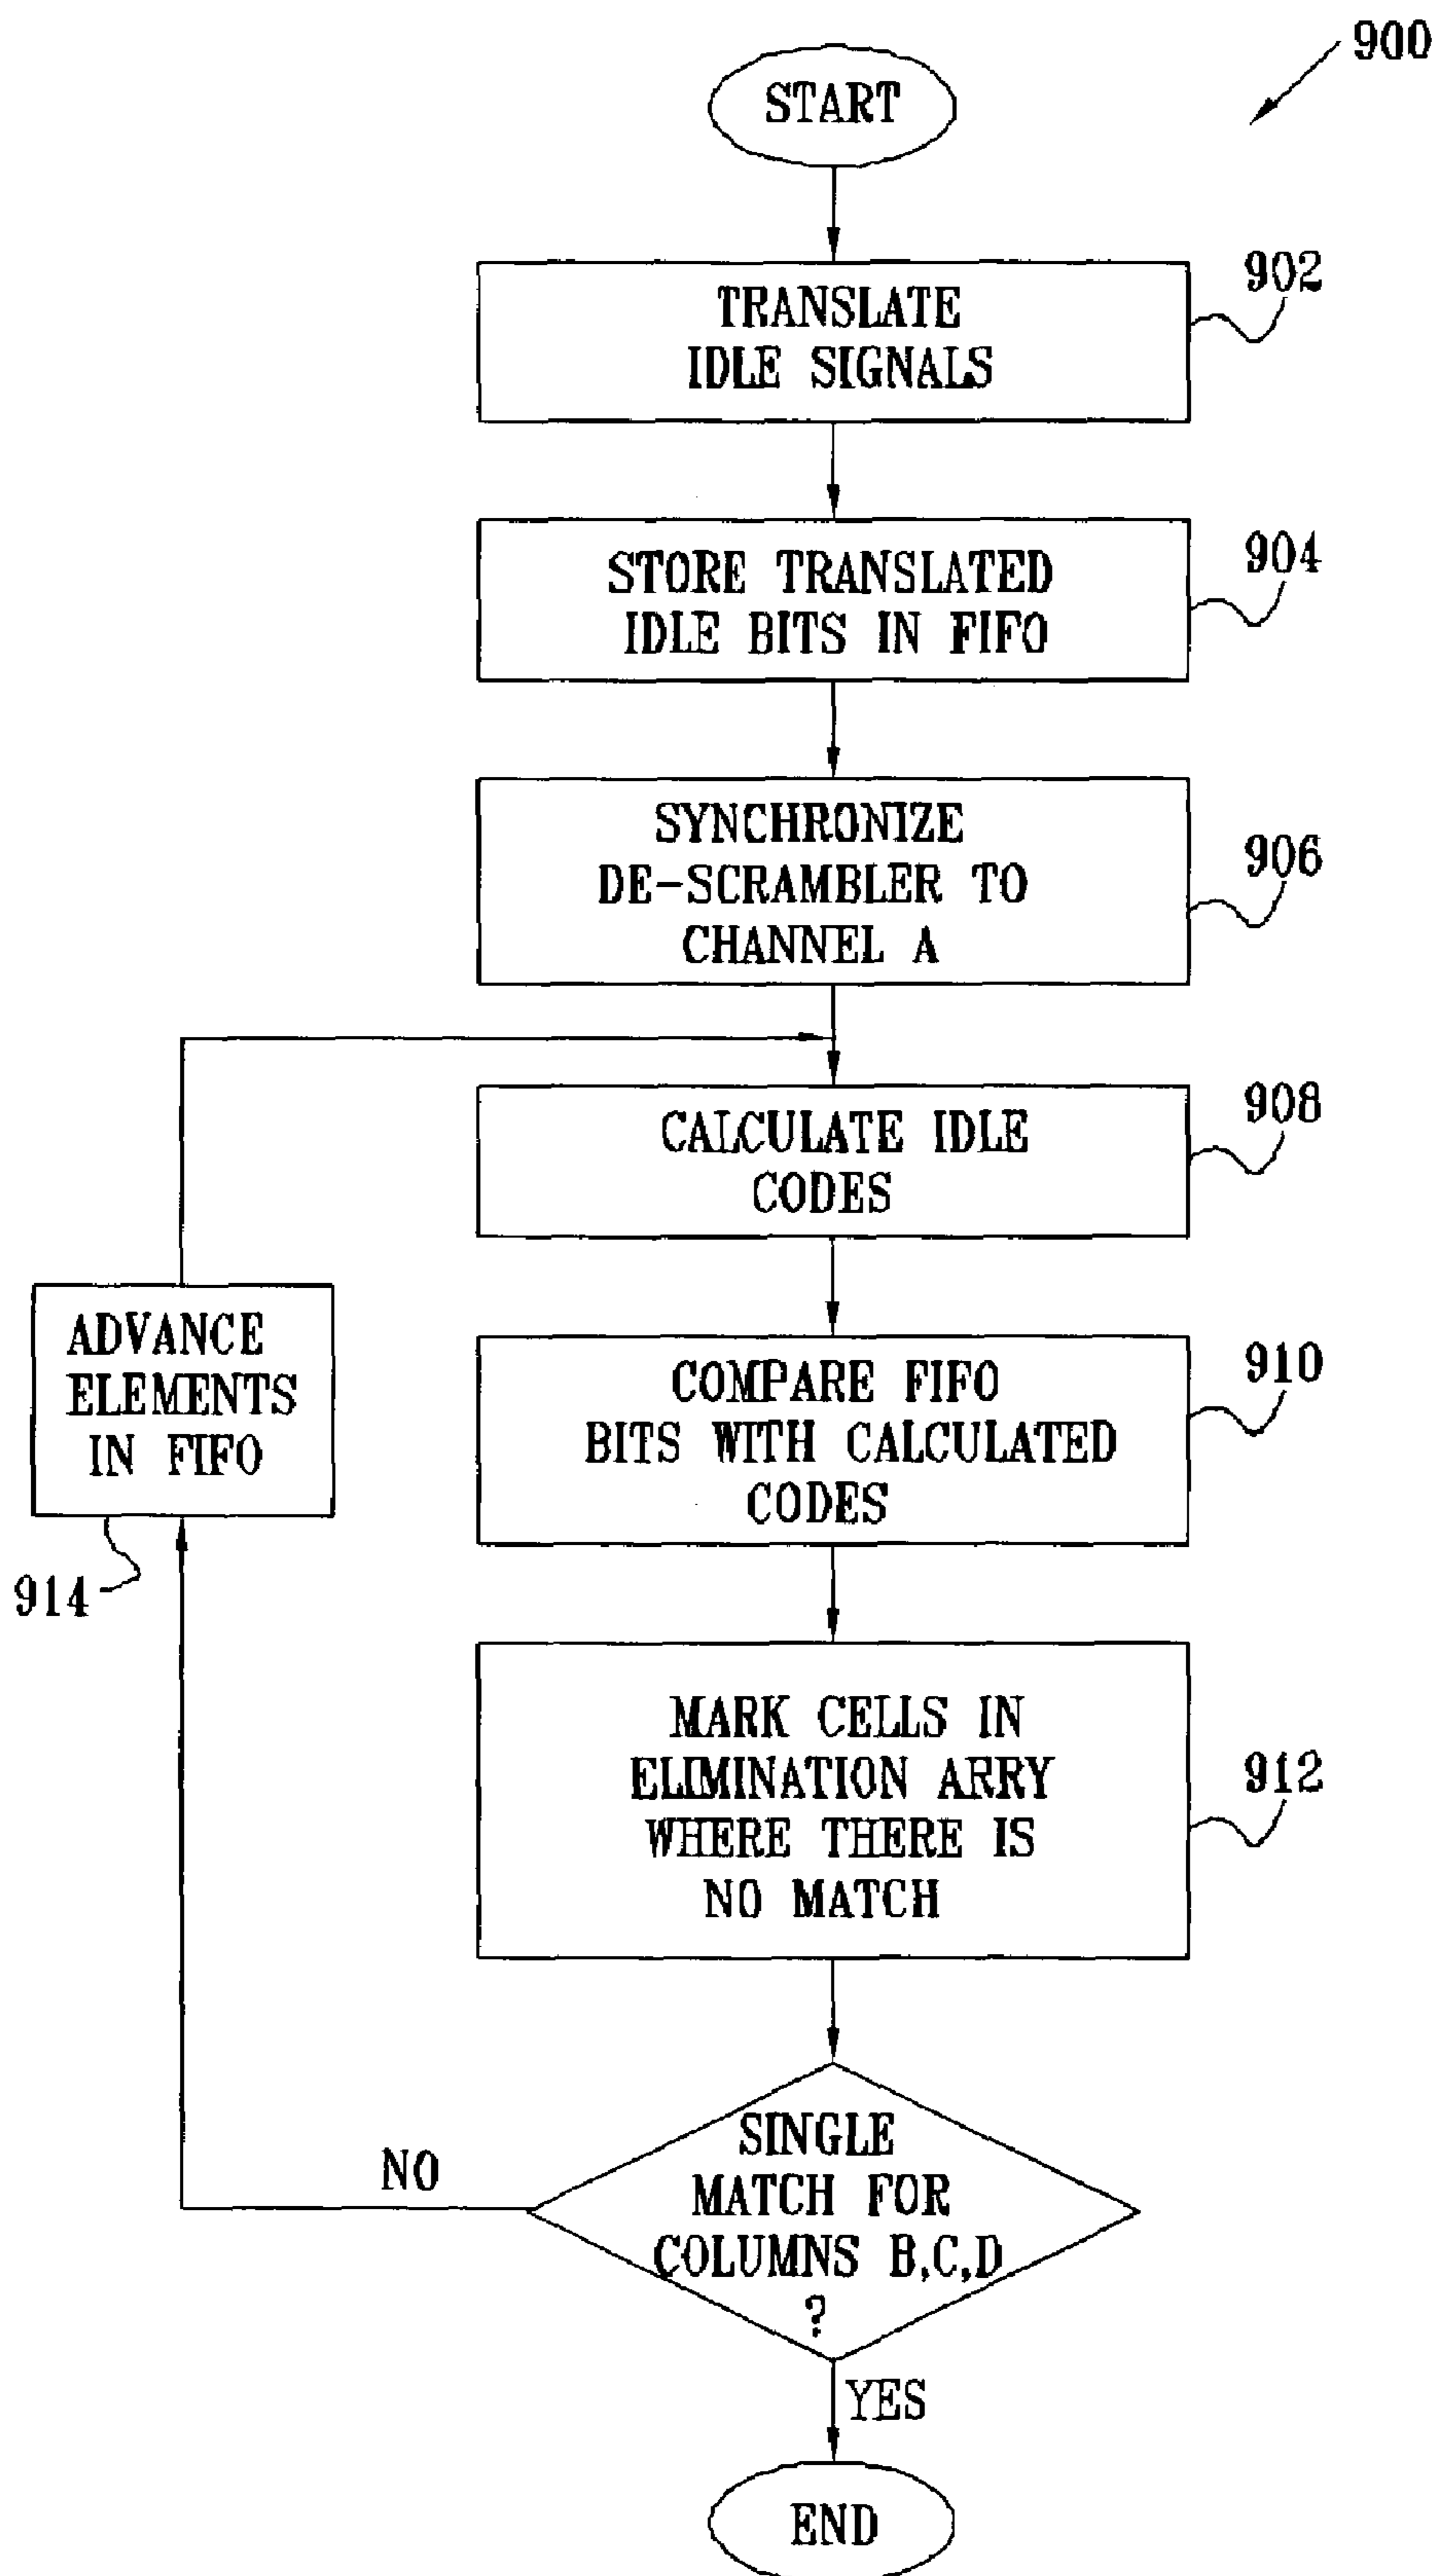 900
START
902
TRANSLATE
IDLE SIGNALS
904
STORE TRANSLATED
IDLE BITS IN FIFO
906
SYNCHRONIZE
DE-SCRAMBLER TO
CHANNEL A
908
CALCULATE IDLE
CODES
910
COMPARE FIFO
BITS WITH CALCULATED
CODES
ADVANCE
ELEMENTS
IN FIFO
914
912
MARK CELLS IN
ELIMINATION ARRY
WHERE THERE IS
NO MATCH
SINGLE
MATCH FOR
COLUMNS B,C,D
?
NO
YES
END